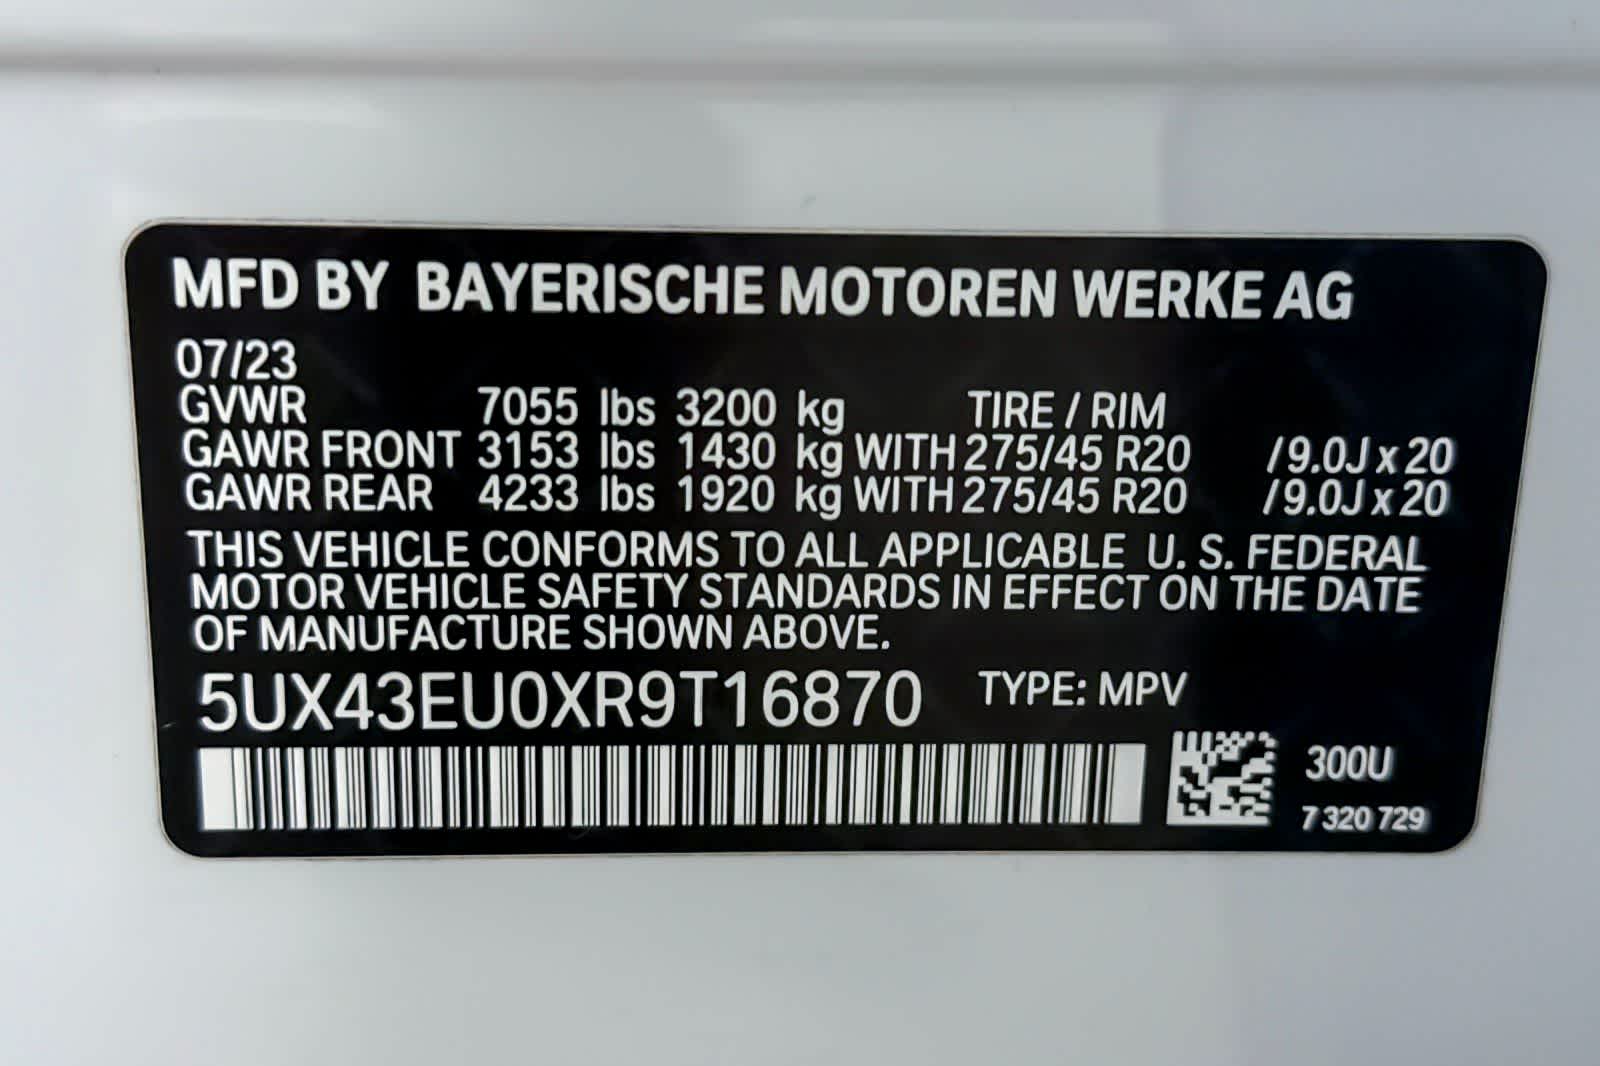 MFD BY BAYERISCHE MOTOREN WERKE AG
07/23
GVWR 7055 lbs 3200 kg TIRE / RIM
GAWR FRONT 3153 lbs 1430 kg WITH 275/45 R20 /9.0J x 20
GAWR REAR 4233 lbs 1920 kg WITH 275/45 R20 /9.0J x 20
THIS VEHICLE CONFORMS TO ALL APPLICABLE U. S. FEDERAL
MOTOR VEHICLE SAFETY STANDARDS IN EFFECT ON THE DATE
OF MANUFACTURE SHOWN ABOVE.
5UX43EU0XR9T16870 TYPE: MPV
300U
7 320 729